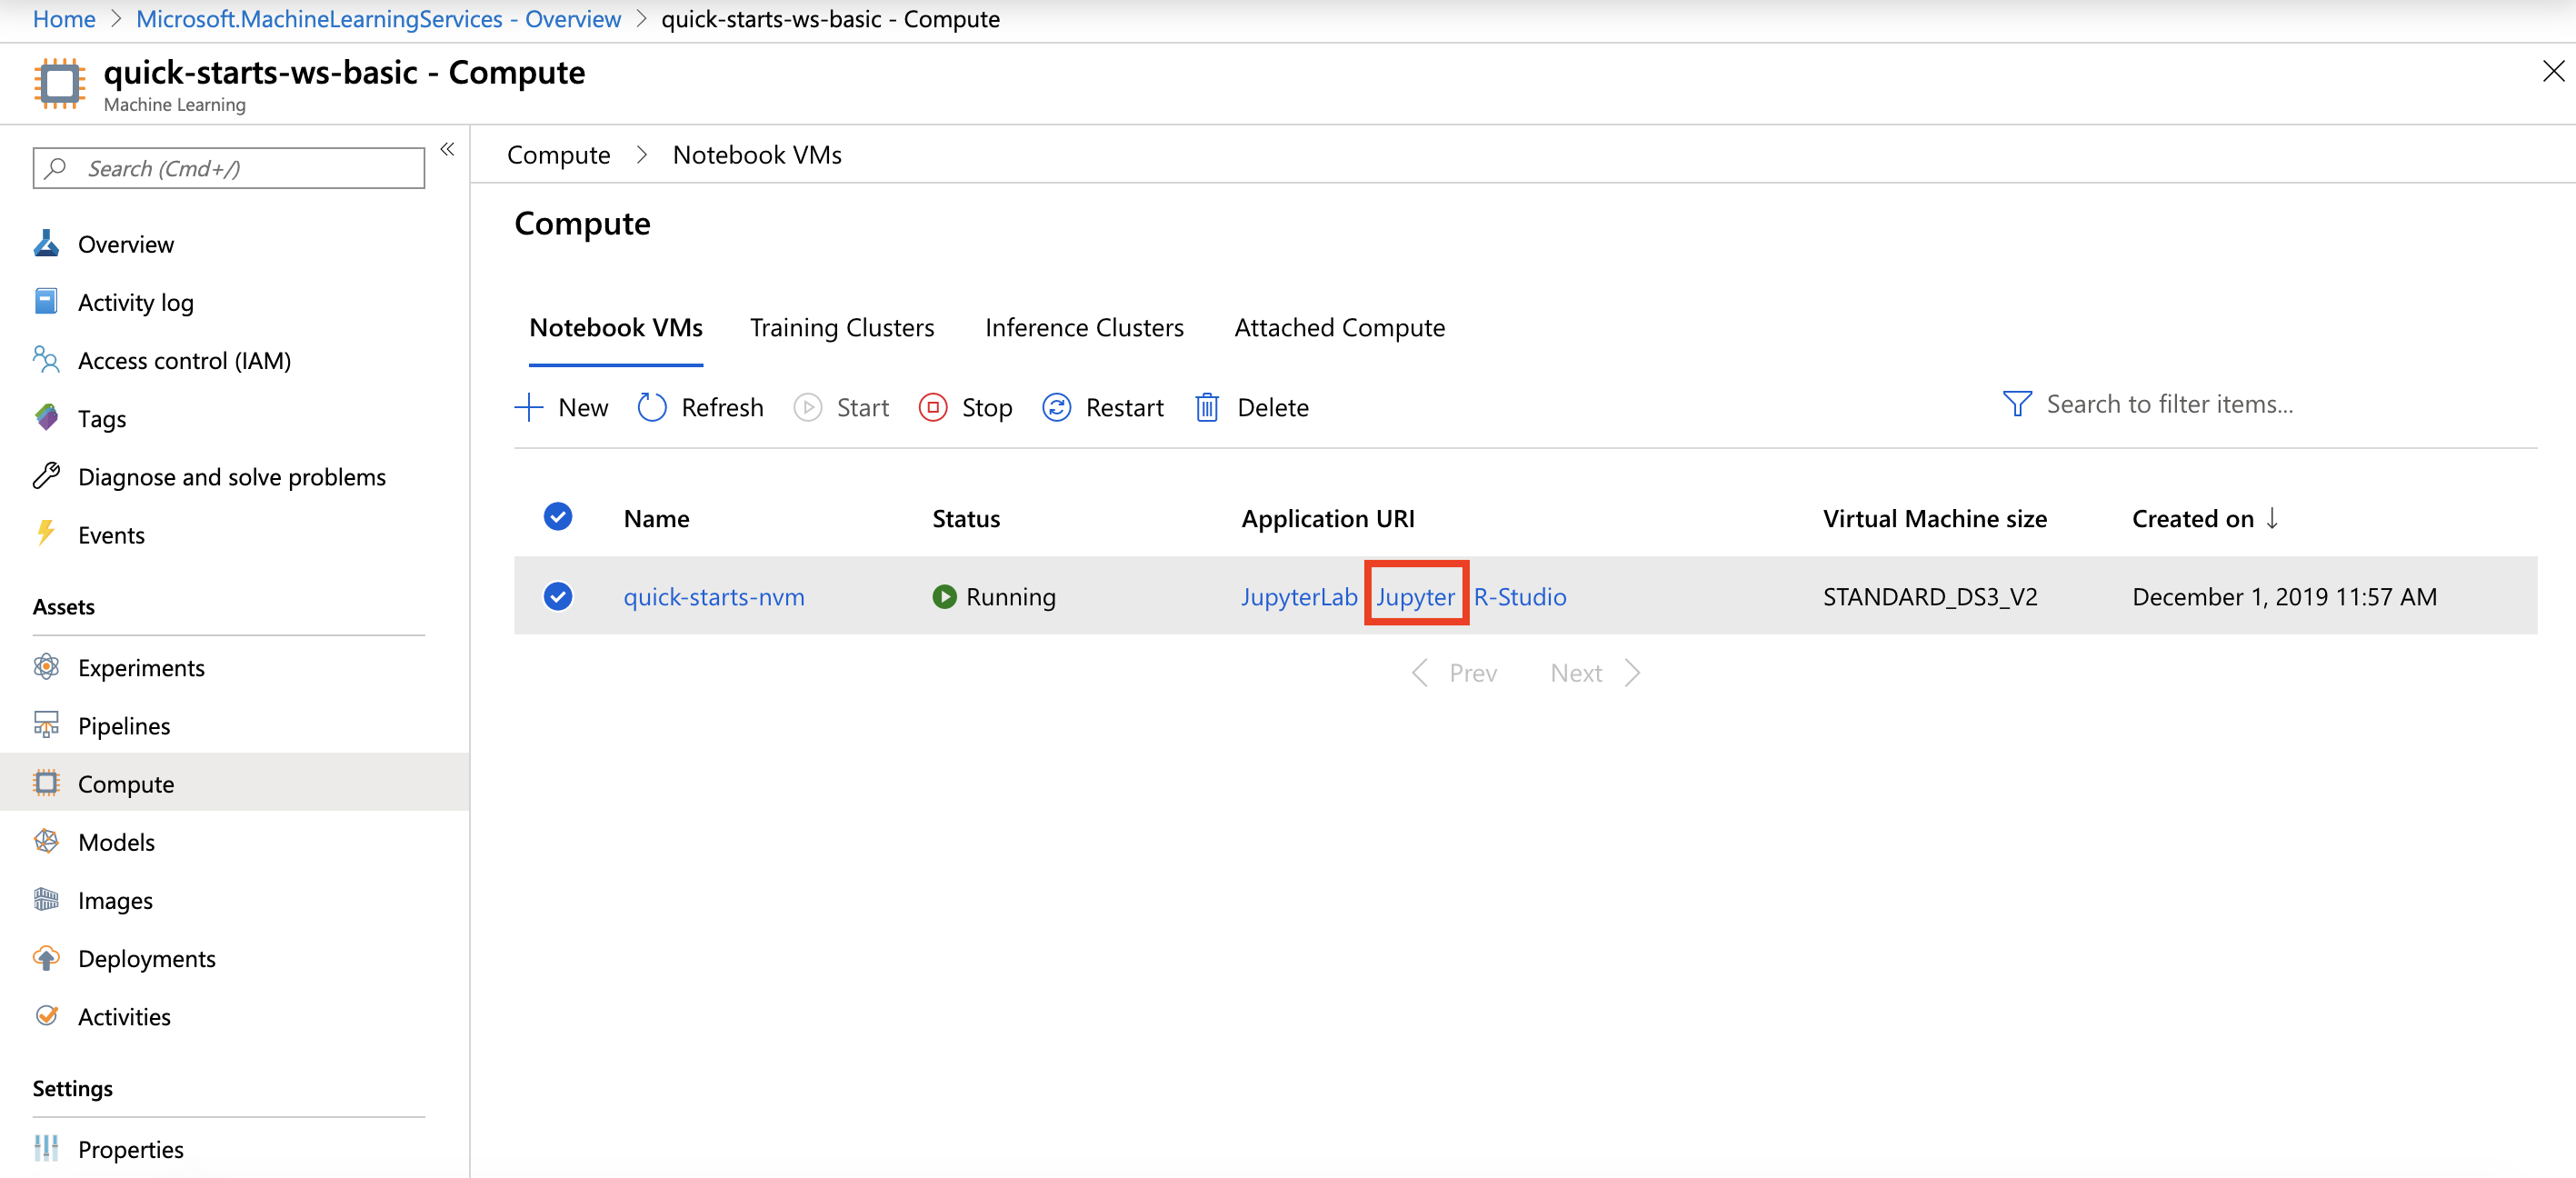 Home > Microsoft.MachineLearningServices - Overview > quick-starts-ws-basic - Compute
quick-starts-ws-basic - Compute
Machine Learning
Search (Cmd+/)
Overview
Activity log
Access control (IAM)
Tags
Diagnose and solve problems
Events
Assets
Experiments
Pipelines
Compute
Models
Images
Deployments
Activities
Settings
Properties
Compute > Notebook VMs
Compute
Notebook VMs Training Clusters Inference Clusters Attached Compute
New Refresh Start Stop Restart Delete Search to filter items...
Name Status Application URI Virtual Machine size Created on ↓
quick-starts-nvm Running JupyterLab Jupyter R-Studio STANDARD_DS3_V2 December 1, 2019 11:57 AM
Prev Next